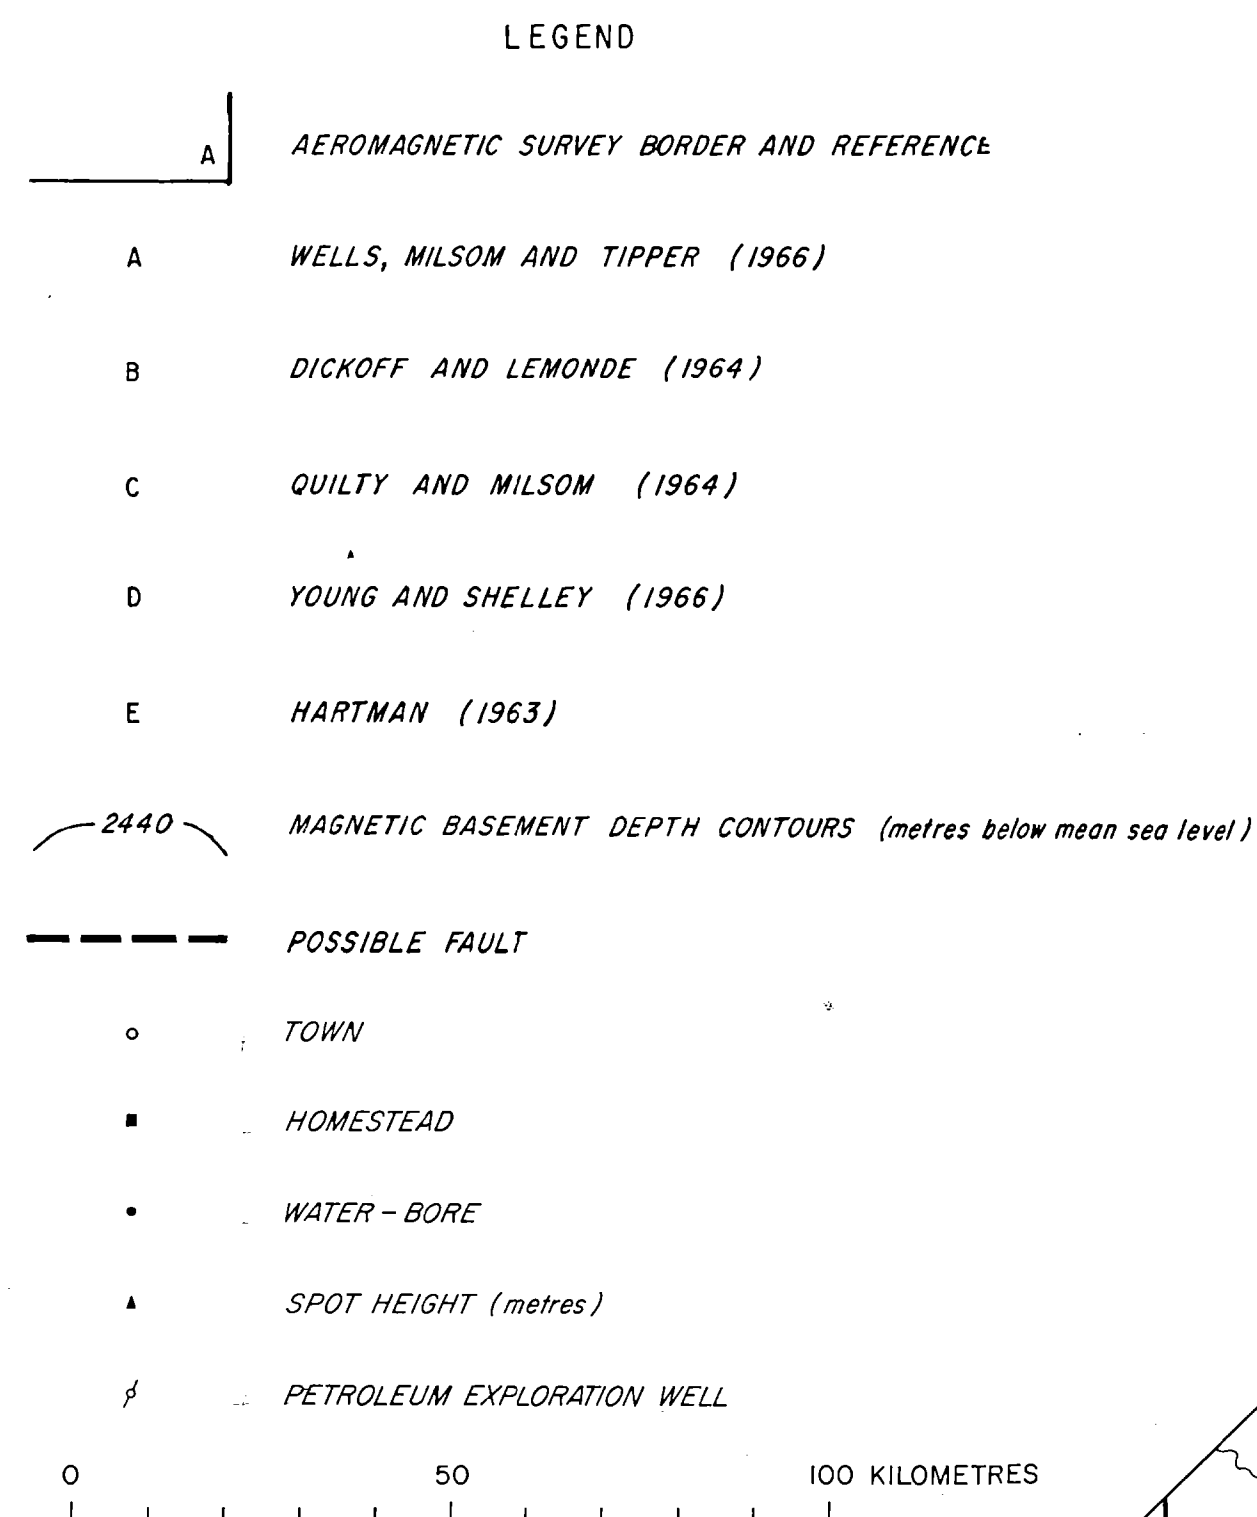 LEGEND
A AEROMAGNETIC SURVEY BORDER AND REFERENCE
A WELLS, MILSOM AND TIPPER (1966)
B DICKOFF AND LEMONDE (1964)
C QUILTY AND MILSOM (1964)
D YOUNG AND SHELLEY (1966)
E HARTMAN (1963)
2440 MAGNETIC BASEMENT DEPTH CONTOURS (metres below mean sea level)
POSSIBLE FAULT
TOWN
HOMESTEAD
WATER-BORE
SPOT HEIGHT (metres)
PETROLEUM EXPLORATION WELL
0 50 100 KILOMETRES